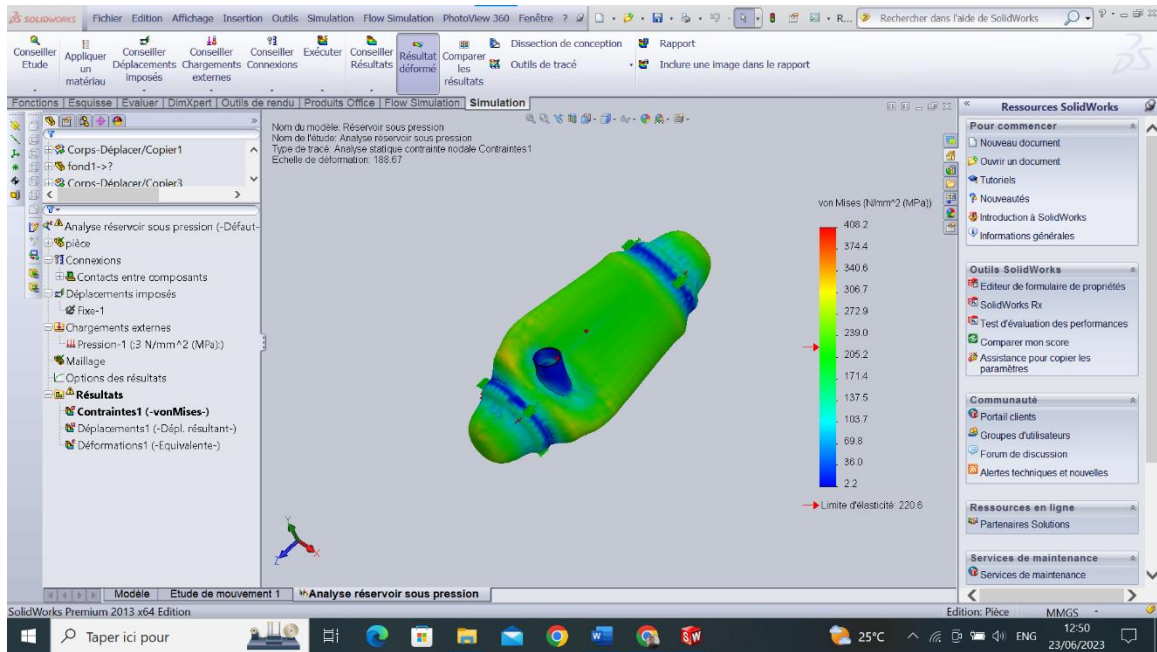 SOLIDWORKS Fichier Edition Affichage Insertion Outils Simulation Flow Simulation PhotoView 360 Fenêtre ? R... Rechercher dans l'aide de SolidWorks
Conseiller Etude
Appliquer un matériau
Conseiller Déplacements imposés
Conseiller Chargements externes
Conseiller Connexions
Exécuter
Conseiller Résultats
Résultat déformé
Comparer les résultats
Dissection de conception
Outils de tracé
Rapport
Inclure une image dans le rapport
Fonctions Esquisse Evaluer DimXpert Outils de rendu Produits Office Flow Simulation Simulation
Corps-Déplacer/Copier1
fond1->?
Corps-Déplacer/Copier3
Analyse réservoir sous pression (-Défaut-
pièce
Connexions
Contacts entre composants
Déplacements imposés
Fixe-1
Chargements externes
Pression-1 (:3 N/mm^2 (MPa):)
Maillage
Options des résultats
Résultats
Contraintes1 (-vonMises-)
Déplacements1 (-Dépl. résultant-)
Déformations1 (-Equivalente-)
Nom du modèle: Réservoir sous pression
Nom de l'étude: Analyse réservoir sous pression
Type de tracé: Analyse statique contrainte nodale Contraintes1
Echelle de déformation: 188.67
von Mises (N/mm^2 (MPa))
408.2
374.4
340.6
306.7
272.9
239.0
205.2
171.4
137.5
103.7
69.8
36.0
2.2
Limite d'élasticité: 220.6
Y
X
Z
Ressources SolidWorks
Pour commencer
Nouveau document
Ouvrir un document
Tutoriels
Nouveautés
Introduction à SolidWorks
Informations générales
Outils SolidWorks
Editeur de formulaire de propriétés
SolidWorks Rx
Test d'évaluation des performances
Comparer mon score
Assistance pour copier les
paramètres
Communauté
Portail clients
Groupes d'utilisateurs
Forum de discussion
Alertes techniques et nouvelles
Ressources en ligne
Partenaires Solutions
Services de maintenance
Services de maintenance
Modèle Etude de mouvement 1 Analyse réservoir sous pression
SolidWorks Premium 2013 x64 Edition Edition: Pièce MMGS -
Taper ici pour 25°C ENG 12:50
23/06/2023